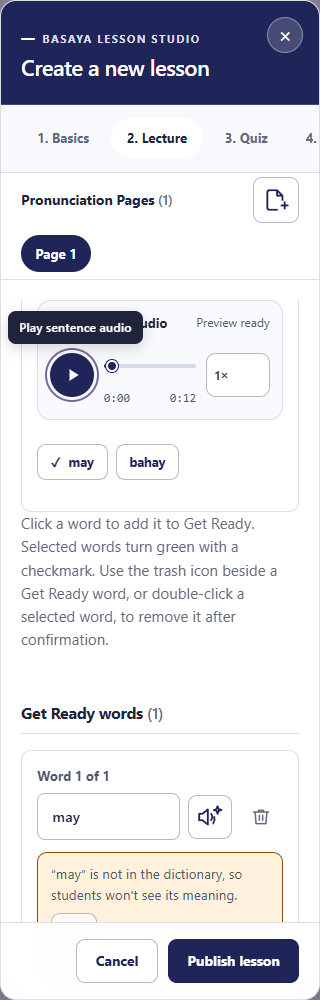 BASAYA LESSON STUDIO
Create a new lesson
1. Basics 2. Lecture 3. Quiz 4.
Pronunciation Pages (1)
Page 1
Play sentence audio
Preview ready
0:00 0:12
1×
✓ may bahay
Click a word to add it to Get Ready.
Selected words turn green with a
checkmark. Use the trash icon beside a
Get Ready word, or double-click a
selected word, to remove it after
confirmation.
Get Ready words (1)
Word 1 of 1
may
“may” is not in the dictionary, so
students won't see its meaning.
Cancel Publish lesson